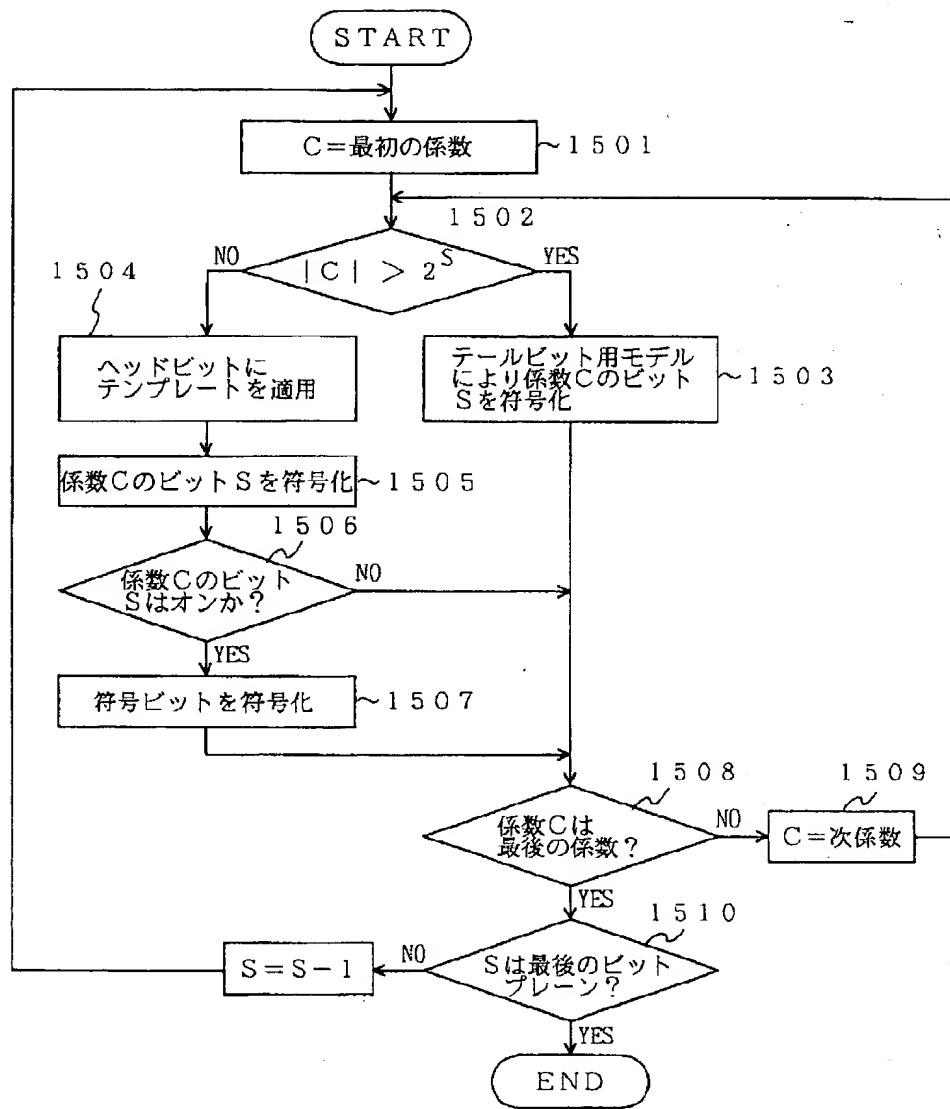 START
C=最初の係数
~1501
1502
|C| > 2^S
NO
YES
1504
ヘッドビットに
テンプレートを適用
テールビット用モデル
により係数Cのビット
Sを符号化
~1503
係数CのビットSを符号化
~1505
1506
係数Cのビット
Sはオンか?
NO
YES
符号ビットを符号化
~1507
1508
係数Cは
最後の係数?
NO
1509
C=次係数
YES
1510
Sは最後のビット
プレーン?
NO
S=S-1
YES
END